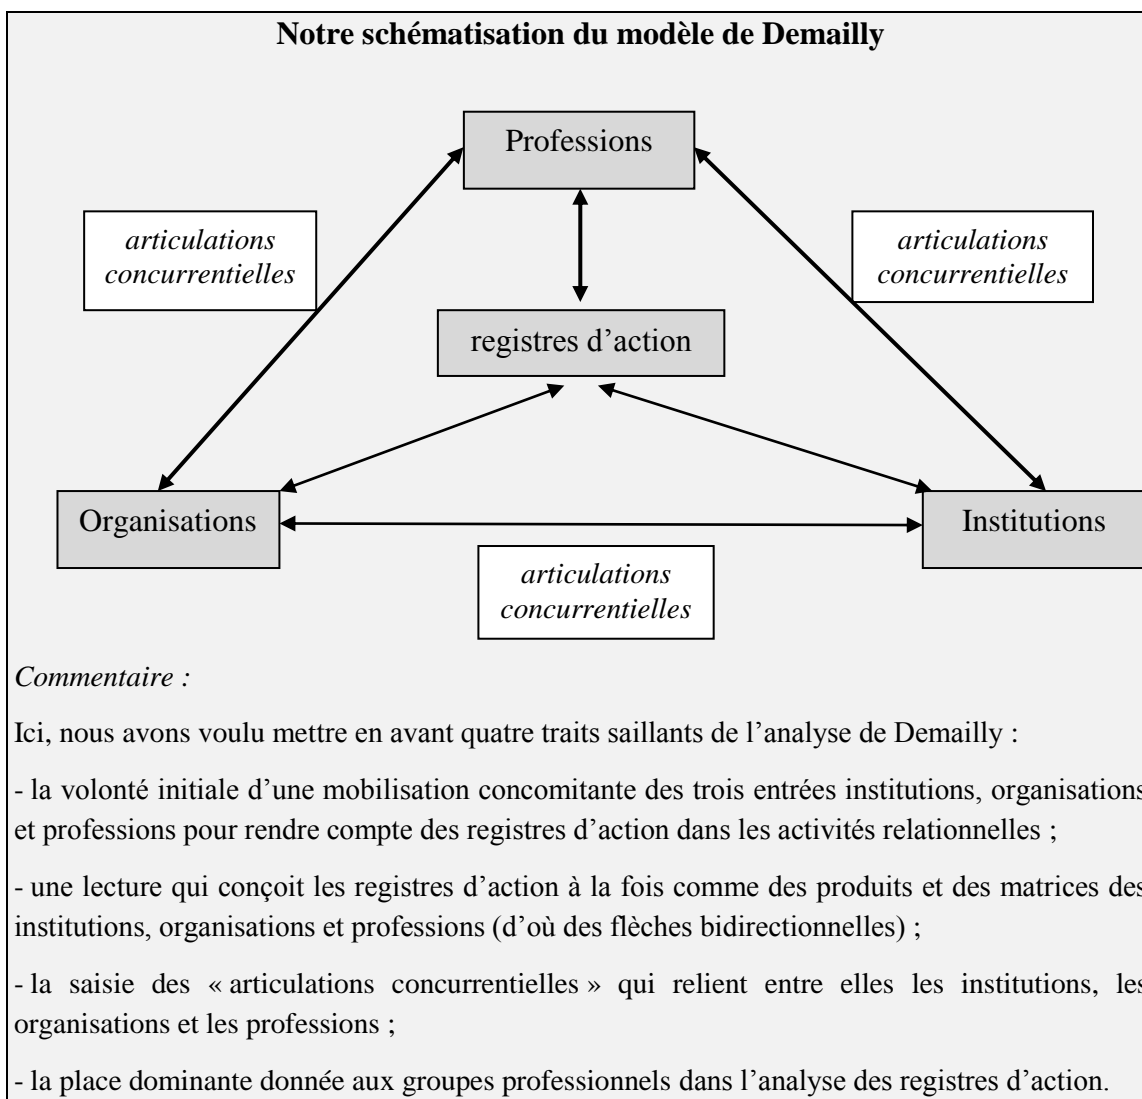 Notre schématisation du modèle de Demailly
Professions
articulations
concurrentielles
articulations
concurrentielles
registres d’action
Organisations
Institutions
articulations
concurrentielles
Commentaire :
Ici, nous avons voulu mettre en avant quatre traits saillants de l’analyse de Demailly :
- la volonté initiale d’une mobilisation concomitante des trois entrées institutions, organisations
et professions pour rendre compte des registres d’action dans les activités relationnelles ;
- une lecture qui conçoit les registres d’action à la fois comme des produits et des matrices des
institutions, organisations et professions (d’où des flèches bidirectionnelles) ;
- la saisie des « articulations concurrentielles » qui relient entre elles les institutions, les
organisations et les professions ;
- la place dominante donnée aux groupes professionnels dans l’analyse des registres d’action.